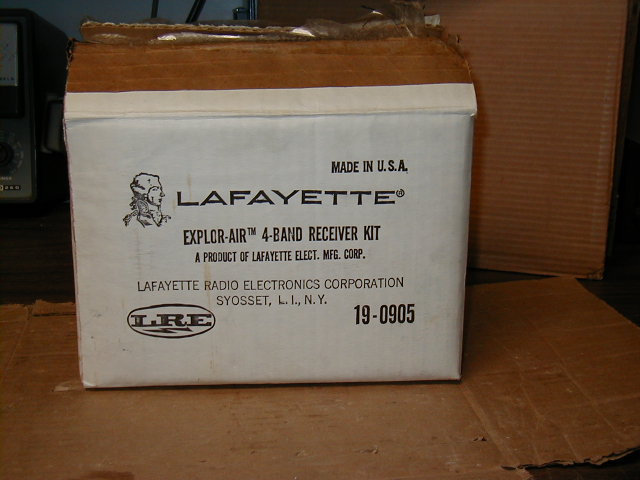 MADE IN U.S.A.
LAFAYETTE®
EXPLOR-AIR™ 4-BAND RECEIVER KIT
A PRODUCT OF LAFAYETTE ELECT. MFG. CORP.
LAFAYETTE RADIO ELECTRONICS CORPORATION
SYOSSET, L.I., N.Y.
LRE
19-0905
260